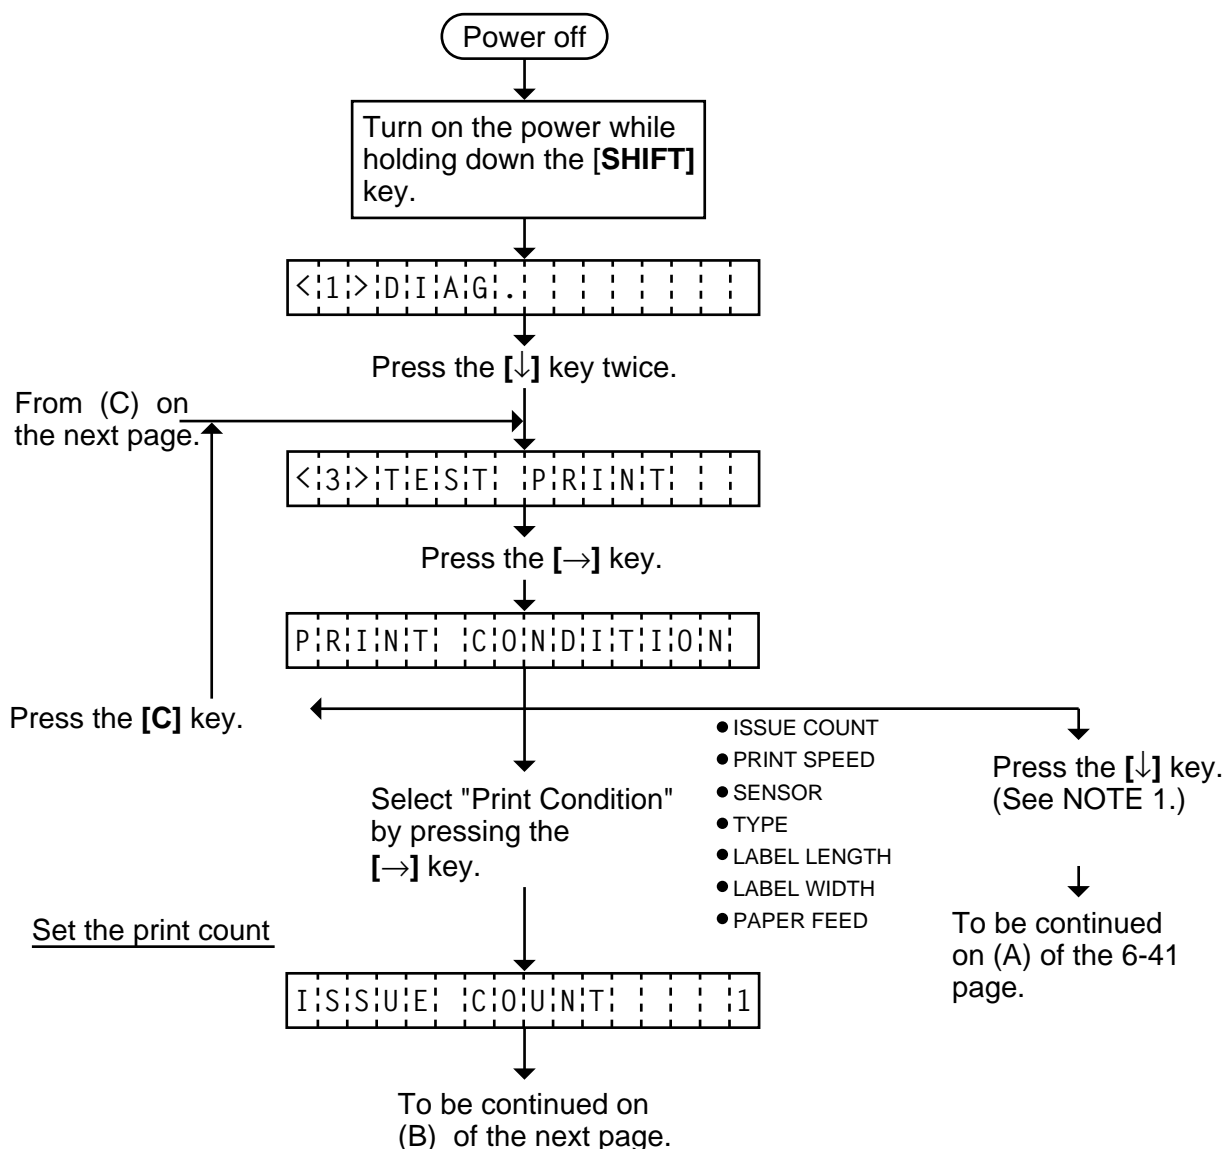 Power off
Turn on the power while
holding down the [SHIFT]
key.
<1>DIAG.
Press the [↓] key twice.
From (C) on
the next page.
<3>TEST PRINT
Press the [→] key.
PRINT CONDITION
Press the [C] key.
Select "Print Condition"
by pressing the
[→] key.
● ISSUE COUNT
● PRINT SPEED
● SENSOR
● TYPE
● LABEL LENGTH
● LABEL WIDTH
● PAPER FEED
Press the [↓] key.
(See NOTE 1.)
To be continued
on (A) of the 6-41
page.
Set the print count
ISSUE COUNT    1
To be continued on
(B) of the next page.